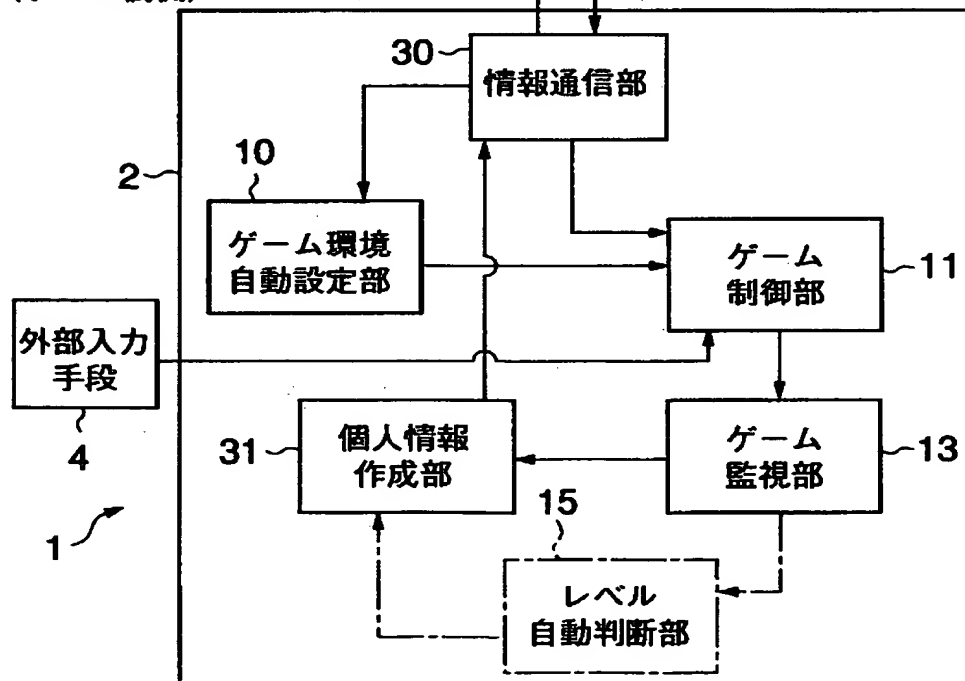 30
情報通信部
10
2
ゲーム環境
自動設定部
ゲーム
制御部
11
外部入力
手段
4
31
個人情報
作成部
ゲーム
監視部
13
15
1
レベル
自動判断部